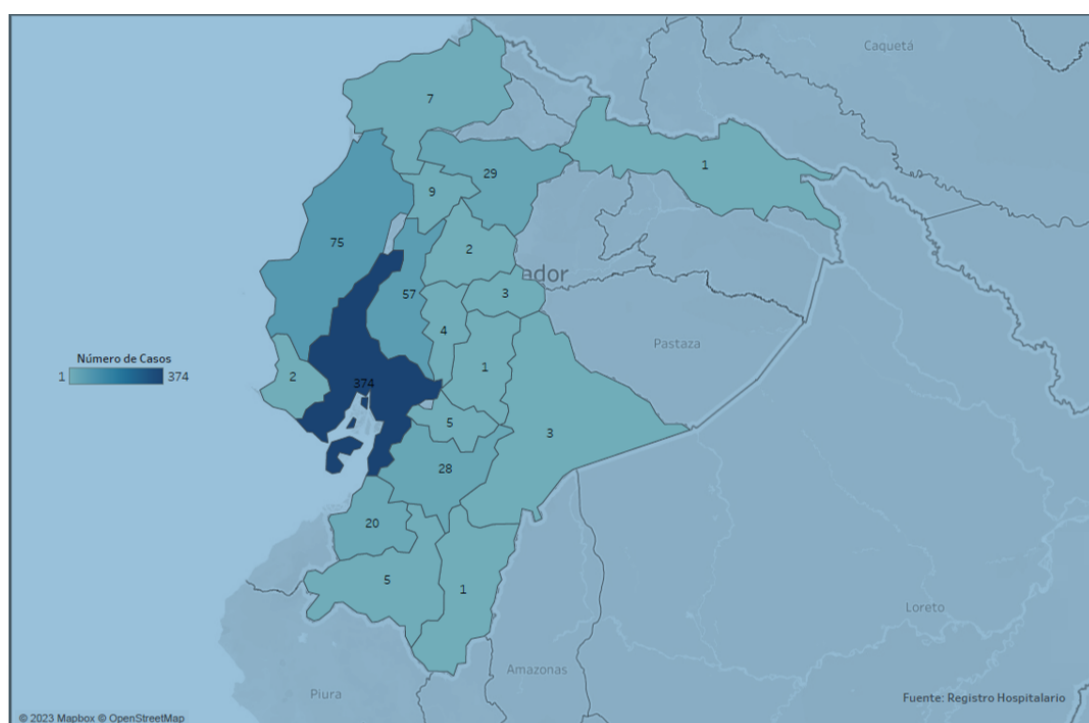 Caquetá
7
1
29
9
75
2
ador
57
3
4
Pastaza
Número de Casos
1 374
2
374
1
5
3
28
20
5
1
Loreto
Amazonas
Piura
Fuente: Registro Hospitalario
© 2023 Mapbox © OpenStreetMap